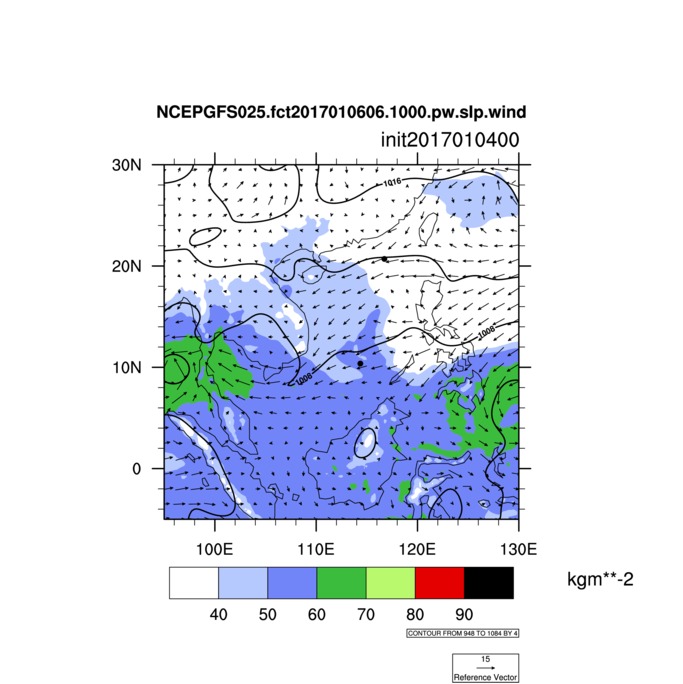 NCEPGFS025.fct2017010606.1000.pw.slp.wind
init2017010400
30N
20N
10N
0
100E 110E 120E 130E
1016
1008
1008
40 50 60 70 80 90
kgm**-2
CONTOUR FROM 948 TO 1084 BY 4
15
Reference Vector